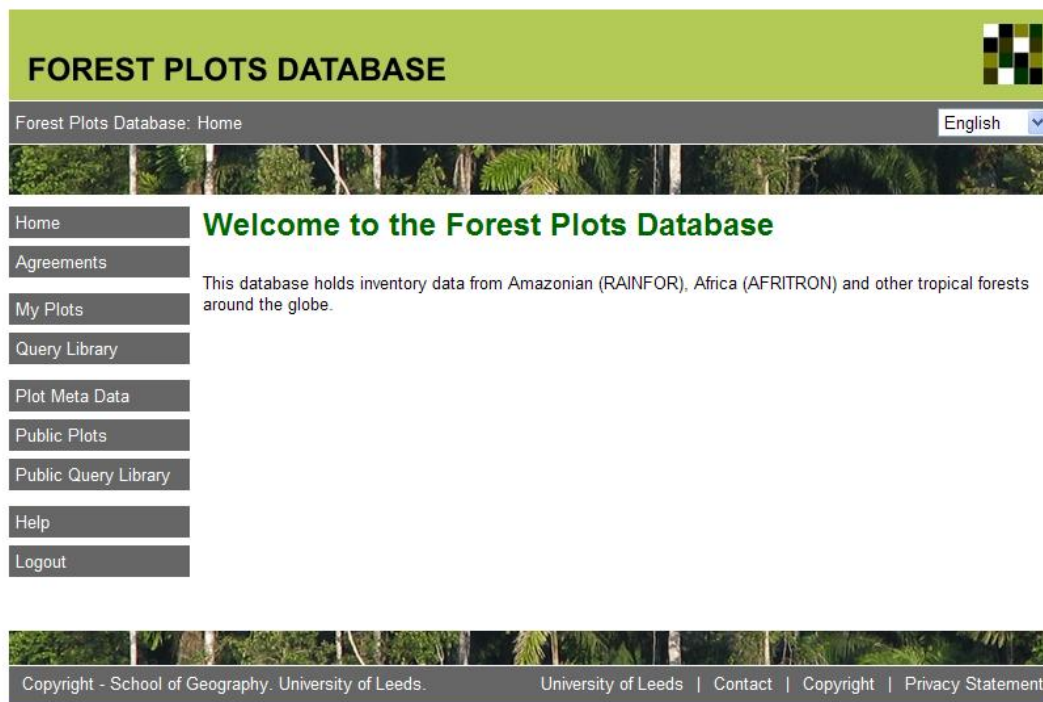 FOREST PLOTS DATABASE
Forest Plots Database: Home
English
Home
Agreements
My Plots
Query Library
Plot Meta Data
Public Plots
Public Query Library
Help
Logout
Welcome to the Forest Plots Database
This database holds inventory data from Amazonian (RAINFOR), Africa (AFRITRON) and other tropical forests
around the globe.
Copyright - School of Geography. University of Leeds.
University of Leeds | Contact | Copyright | Privacy Statement